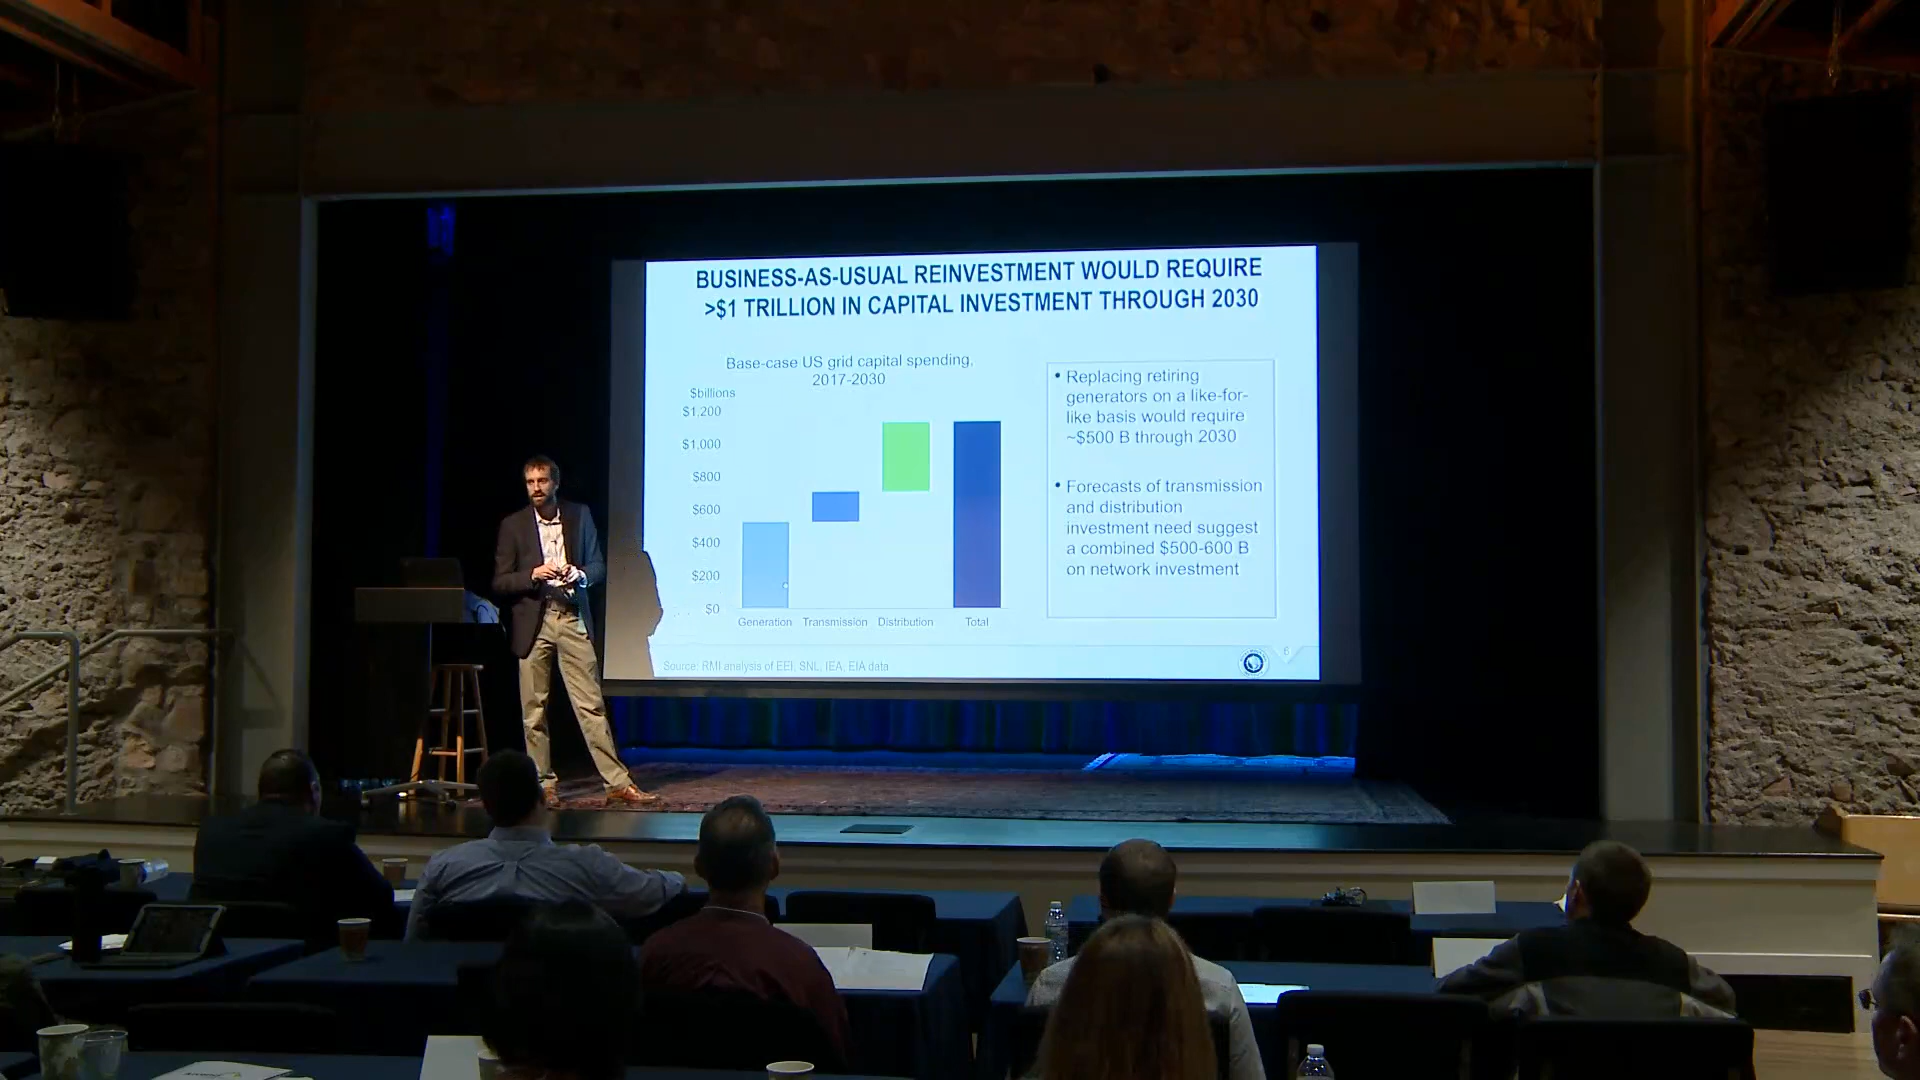 BUSINESS-AS-USUAL REINVESTMENT WOULD REQUIRE
>$1 TRILLION IN CAPITAL INVESTMENT THROUGH 2030
Base-case US grid capital spending,
2017-2030
$billions
$1,200
$1,000
$800
$600
$400
$200
$0
Generation Transmission Distribution Total
• Replacing retiring
generators on a like-for-
like basis would require
~$500 B through 2030
• Forecasts of transmission
and distribution
investment need suggest
a combined $500-600 B
on network investment
Source: RMI analysis of EEI, SNL, IEA, EIA data
6